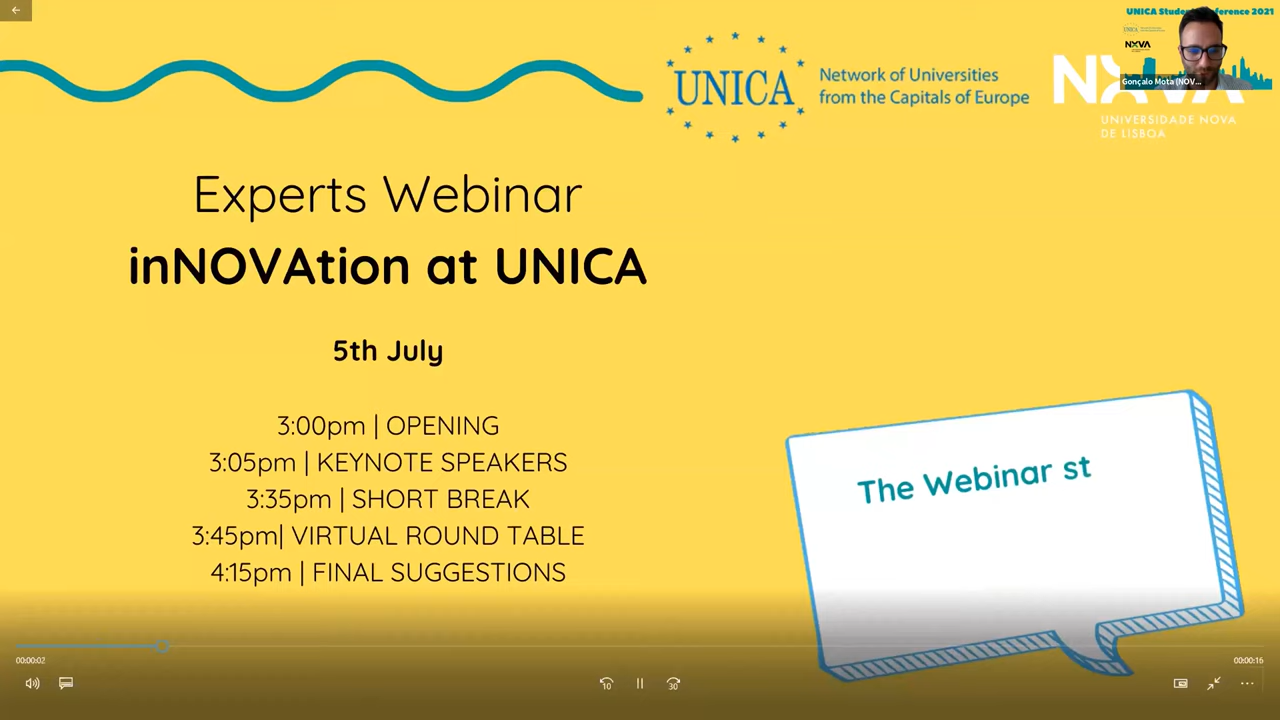 UNICA
Network of Universities
from the Capitals of Europe
UNICA Stude
ference 2021
NOVA
Gonçalo Mota (NOV...
UNIVERSIDADE NOVA
DE LISBOA
Experts Webinar
inNOVAtion at UNICA
5th July
3:00pm | OPENING
3:05pm | KEYNOTE SPEAKERS
3:35pm | SHORT BREAK
3:45pm| VIRTUAL ROUND TABLE
4:15pm | FINAL SUGGESTIONS
The Webinar st
00:00:02
00:00:16
10
30